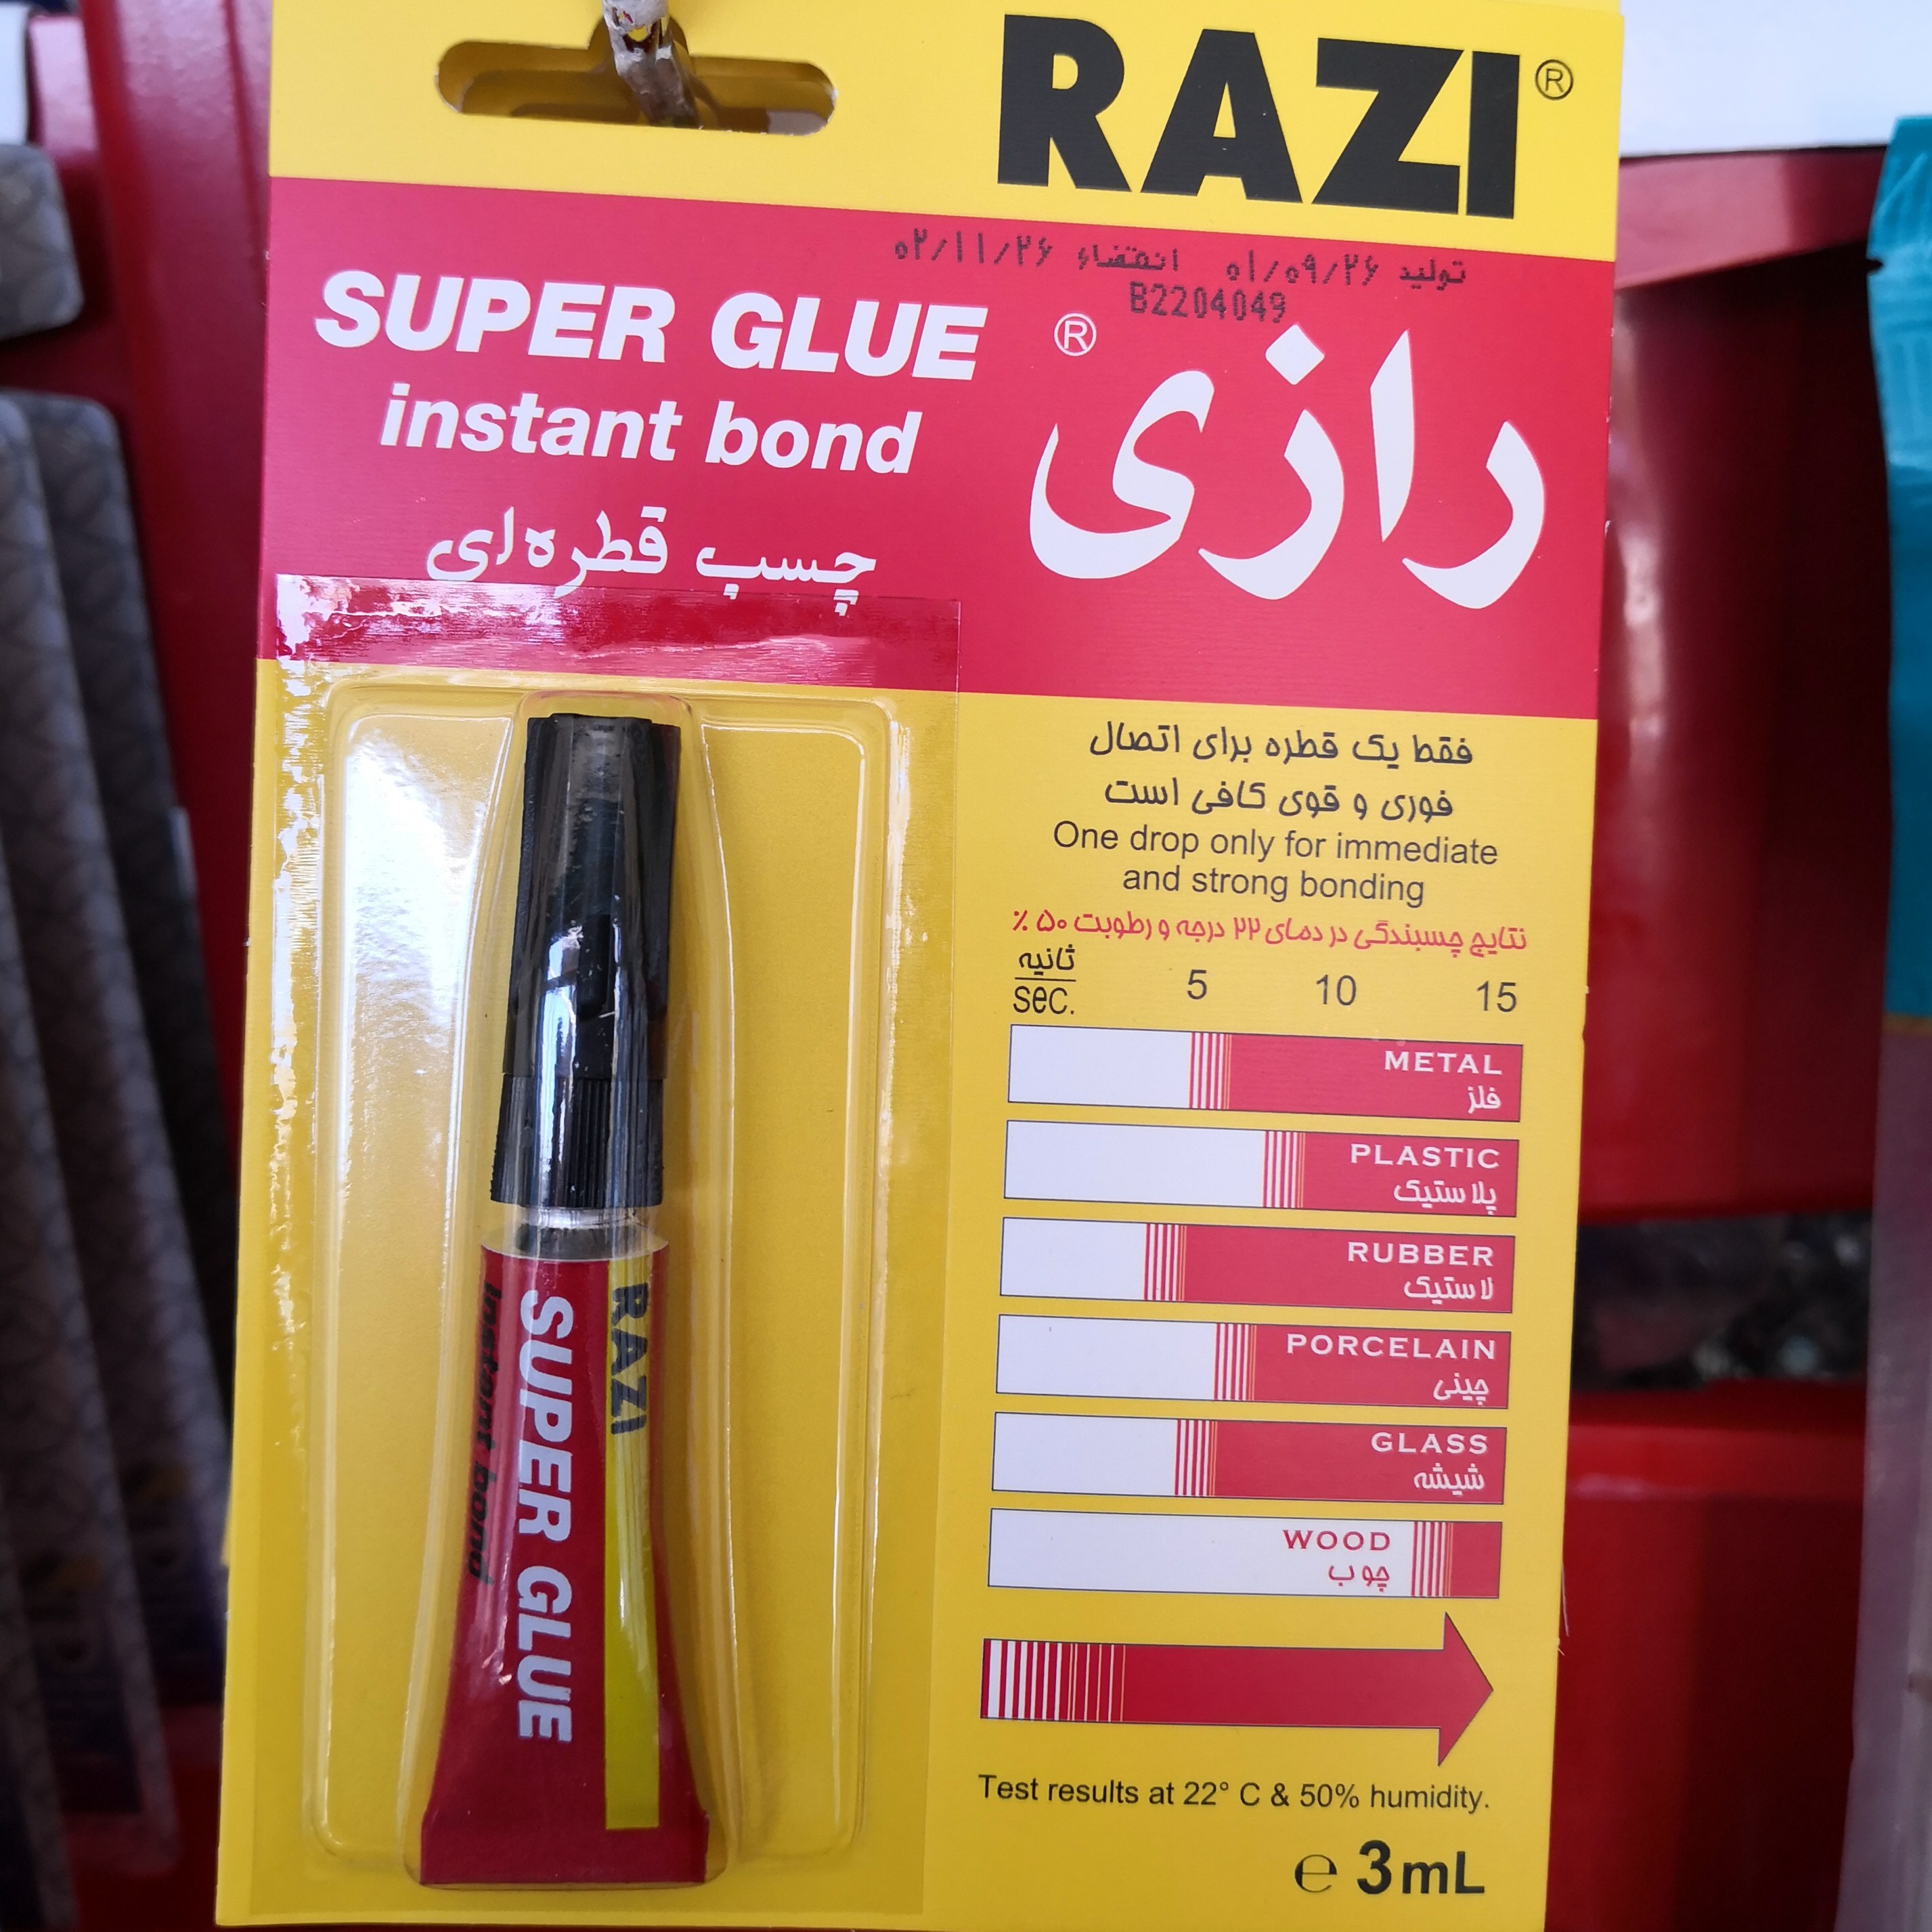 RAZI®
تولید ۰۱/۰۹/۲۶ انقضاء ۰۲/۱۱/۲۶
B2204049
SUPER GLUE
instant bond
چسب قطره‌ای
رازی®
فقط یک قطره برای اتصال
فوری و قوی کافی است
One drop only for immediate
and strong bonding
نتایج چسبندگی در دمای ۲۲ درجه و رطوبت ۵۰ ٪
ثانیه
sec. 5 10 15
METAL
فلز
PLASTIC
پلاستیک
RUBBER
لاستیک
PORCELAIN
چینی
GLASS
شیشه
WOOD
چوب
Test results at 22° C & 50% humidity.
℮ 3mL
RAZI
SUPER GLUE
instant bond